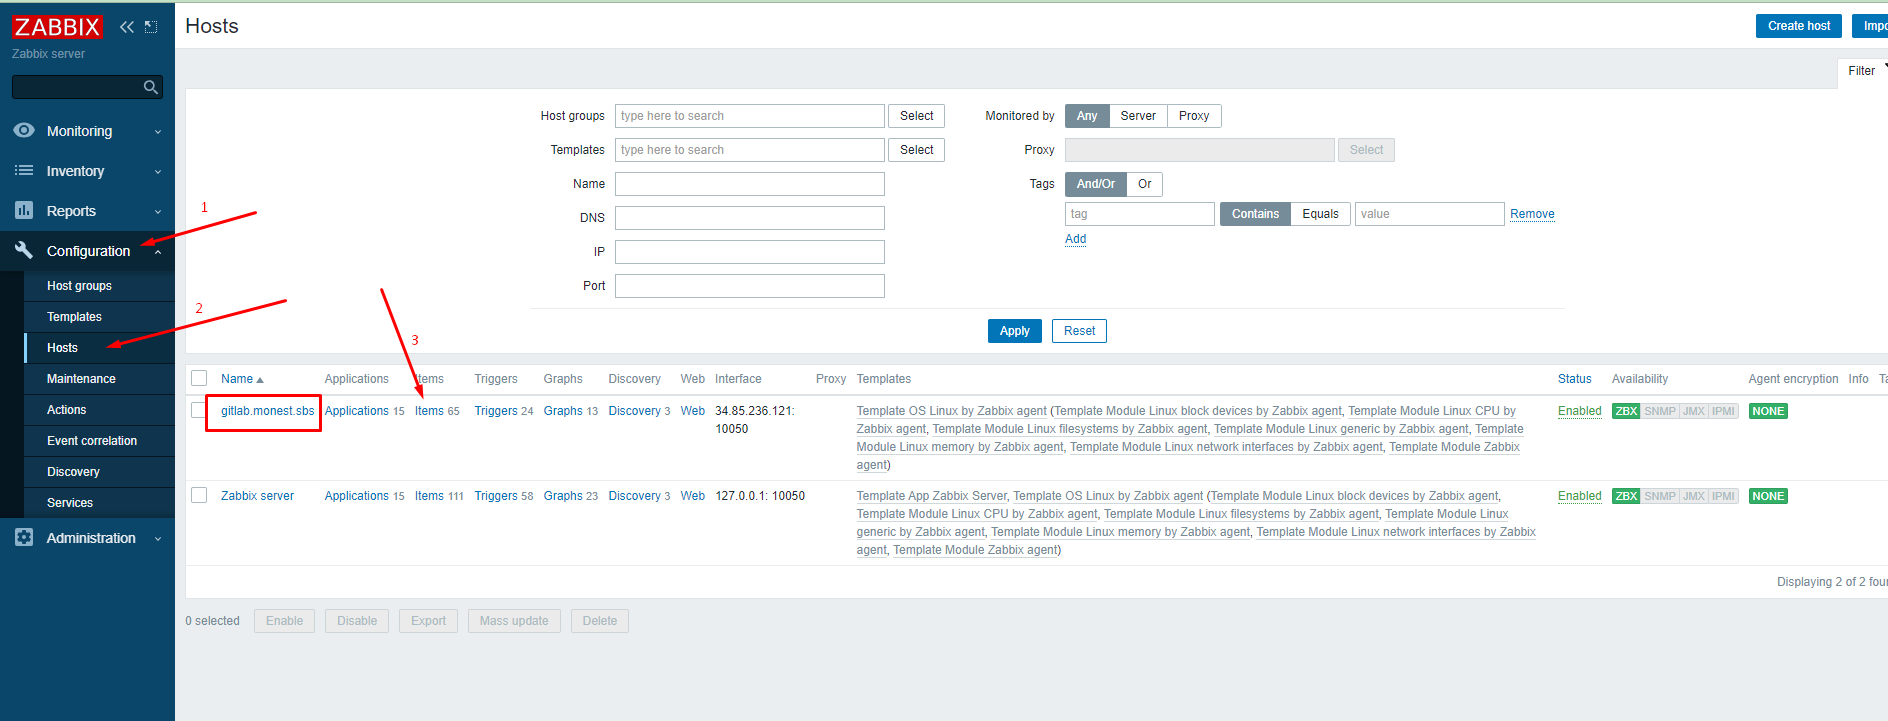 ZABBIX
Zabbix server
Monitoring
Inventory
Reports
Configuration
Host groups
Templates
Hosts
Maintenance
Actions
Event correlation
Discovery
Services
Administration
1
2
3
Hosts
Create host
Impo
Filter
Host groups type here to search Select
Templates type here to search Select
Name
DNS
IP
Port
Monitored by Any Server Proxy
Proxy Select
Tags And/Or Or
tag Contains Equals value Remove
Add
Apply Reset
Name Applications Items Triggers Graphs Discovery Web Interface Proxy Templates Status Availability Agent encryption Info Ta
gitlab.monest.sbs Applications 15 Items 65 Triggers 24 Graphs 13 Discovery 3 Web 34.85.236.121: Template OS Linux by Zabbix agent (Template Module Linux block devices by Zabbix agent, Template Module Linux CPU by Enabled ZBX SNMP JMX IPMI NONE
10050 Zabbix agent, Template Module Linux filesystems by Zabbix agent, Template Module Linux generic by Zabbix agent, Template
Module Linux memory by Zabbix agent, Template Module Linux network interfaces by Zabbix agent, Template Module Zabbix
agent)
Zabbix server Applications 15 Items 111 Triggers 58 Graphs 23 Discovery 3 Web 127.0.0.1: 10050 Template App Zabbix Server, Template OS Linux by Zabbix agent (Template Module Linux block devices by Zabbix agent, Enabled ZBX SNMP JMX IPMI NONE
Template Module Linux CPU by Zabbix agent, Template Module Linux filesystems by Zabbix agent, Template Module Linux
generic by Zabbix agent, Template Module Linux memory by Zabbix agent, Template Module Linux network interfaces by Zabbix
agent, Template Module Zabbix agent)
Displaying 2 of 2 four
0 selected Enable Disable Export Mass update Delete